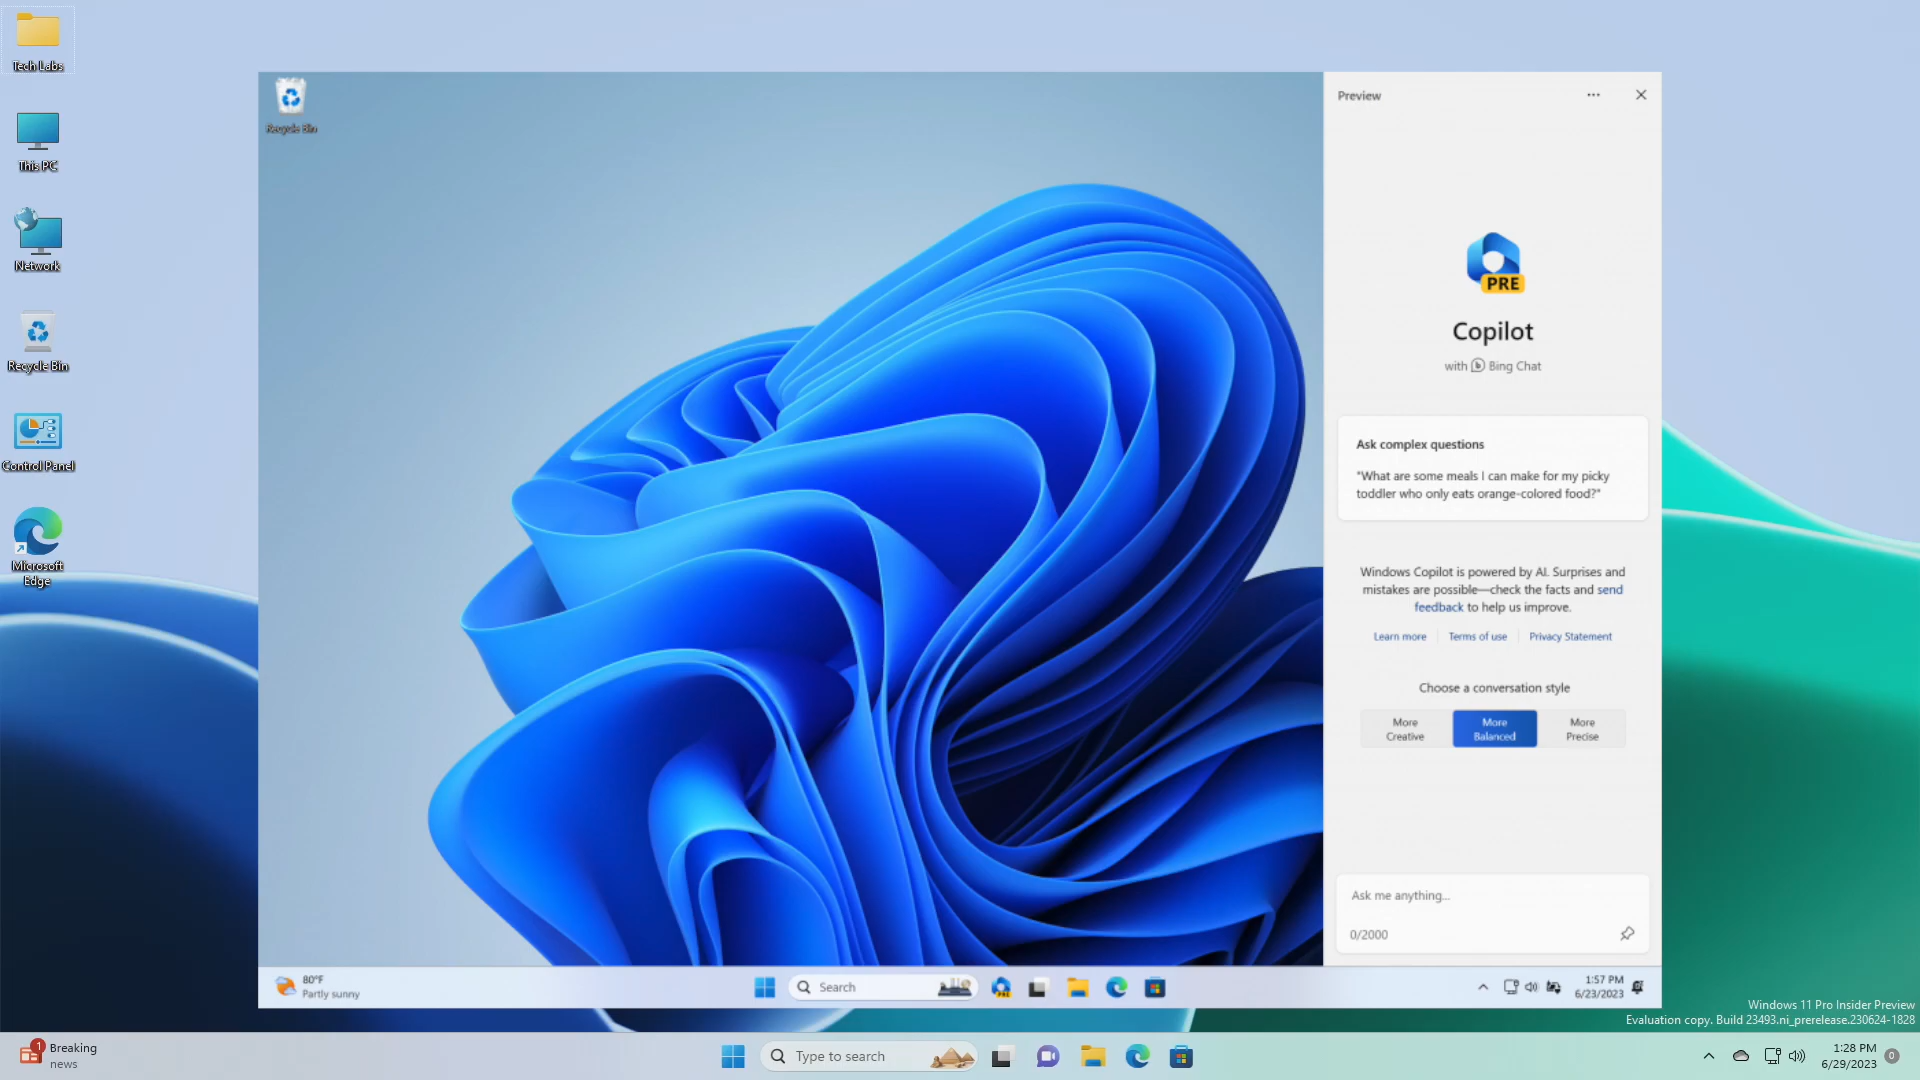 Tech Labs
This PC
Network
Recycle Bin
Control Panel
Microsoft
Edge
Recycle Bin
Preview
PRE
Copilot
with Bing Chat
Ask complex questions
"What are some meals I can make for my picky
toddler who only eats orange-colored food?"
Windows Copilot is powered by AI. Surprises and
mistakes are possible—check the facts and send
feedback to help us improve.
Learn more
Terms of use
Privacy Statement
Choose a conversation style
More
Creative
More
Balanced
More
Precise
Ask me anything...
0/2000
80°F
Partly sunny
Search
PRE
1:57 PM
6/23/2023
Windows 11 Pro Insider Preview
Evaluation copy. Build 23493.ni_prerelease.230624-1828
1
Breaking
news
Type to search
1:28 PM
6/29/2023
0